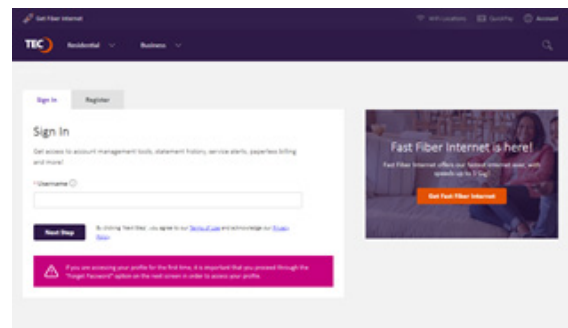 Get Fiber Internet
WiFi Locations QuickPay Account
TEC Residential Business
Sign In Register
Sign In
Get access to account management tools, statement history, service alerts, paperless billing
and more!
*Username
Next Step
By clicking 'Next Step', you agree to our Terms of Use and acknowledge our Privacy
Policy.
If you are accessing your profile for the first time, it is important that you proceed through the
"Forgot Password" option on the next screen in order to access your profile.
Fast Fiber Internet is here!
Fast Fiber Internet offers our fastest internet ever, with
speeds up to 1 Gig!
Get Fast Fiber Internet